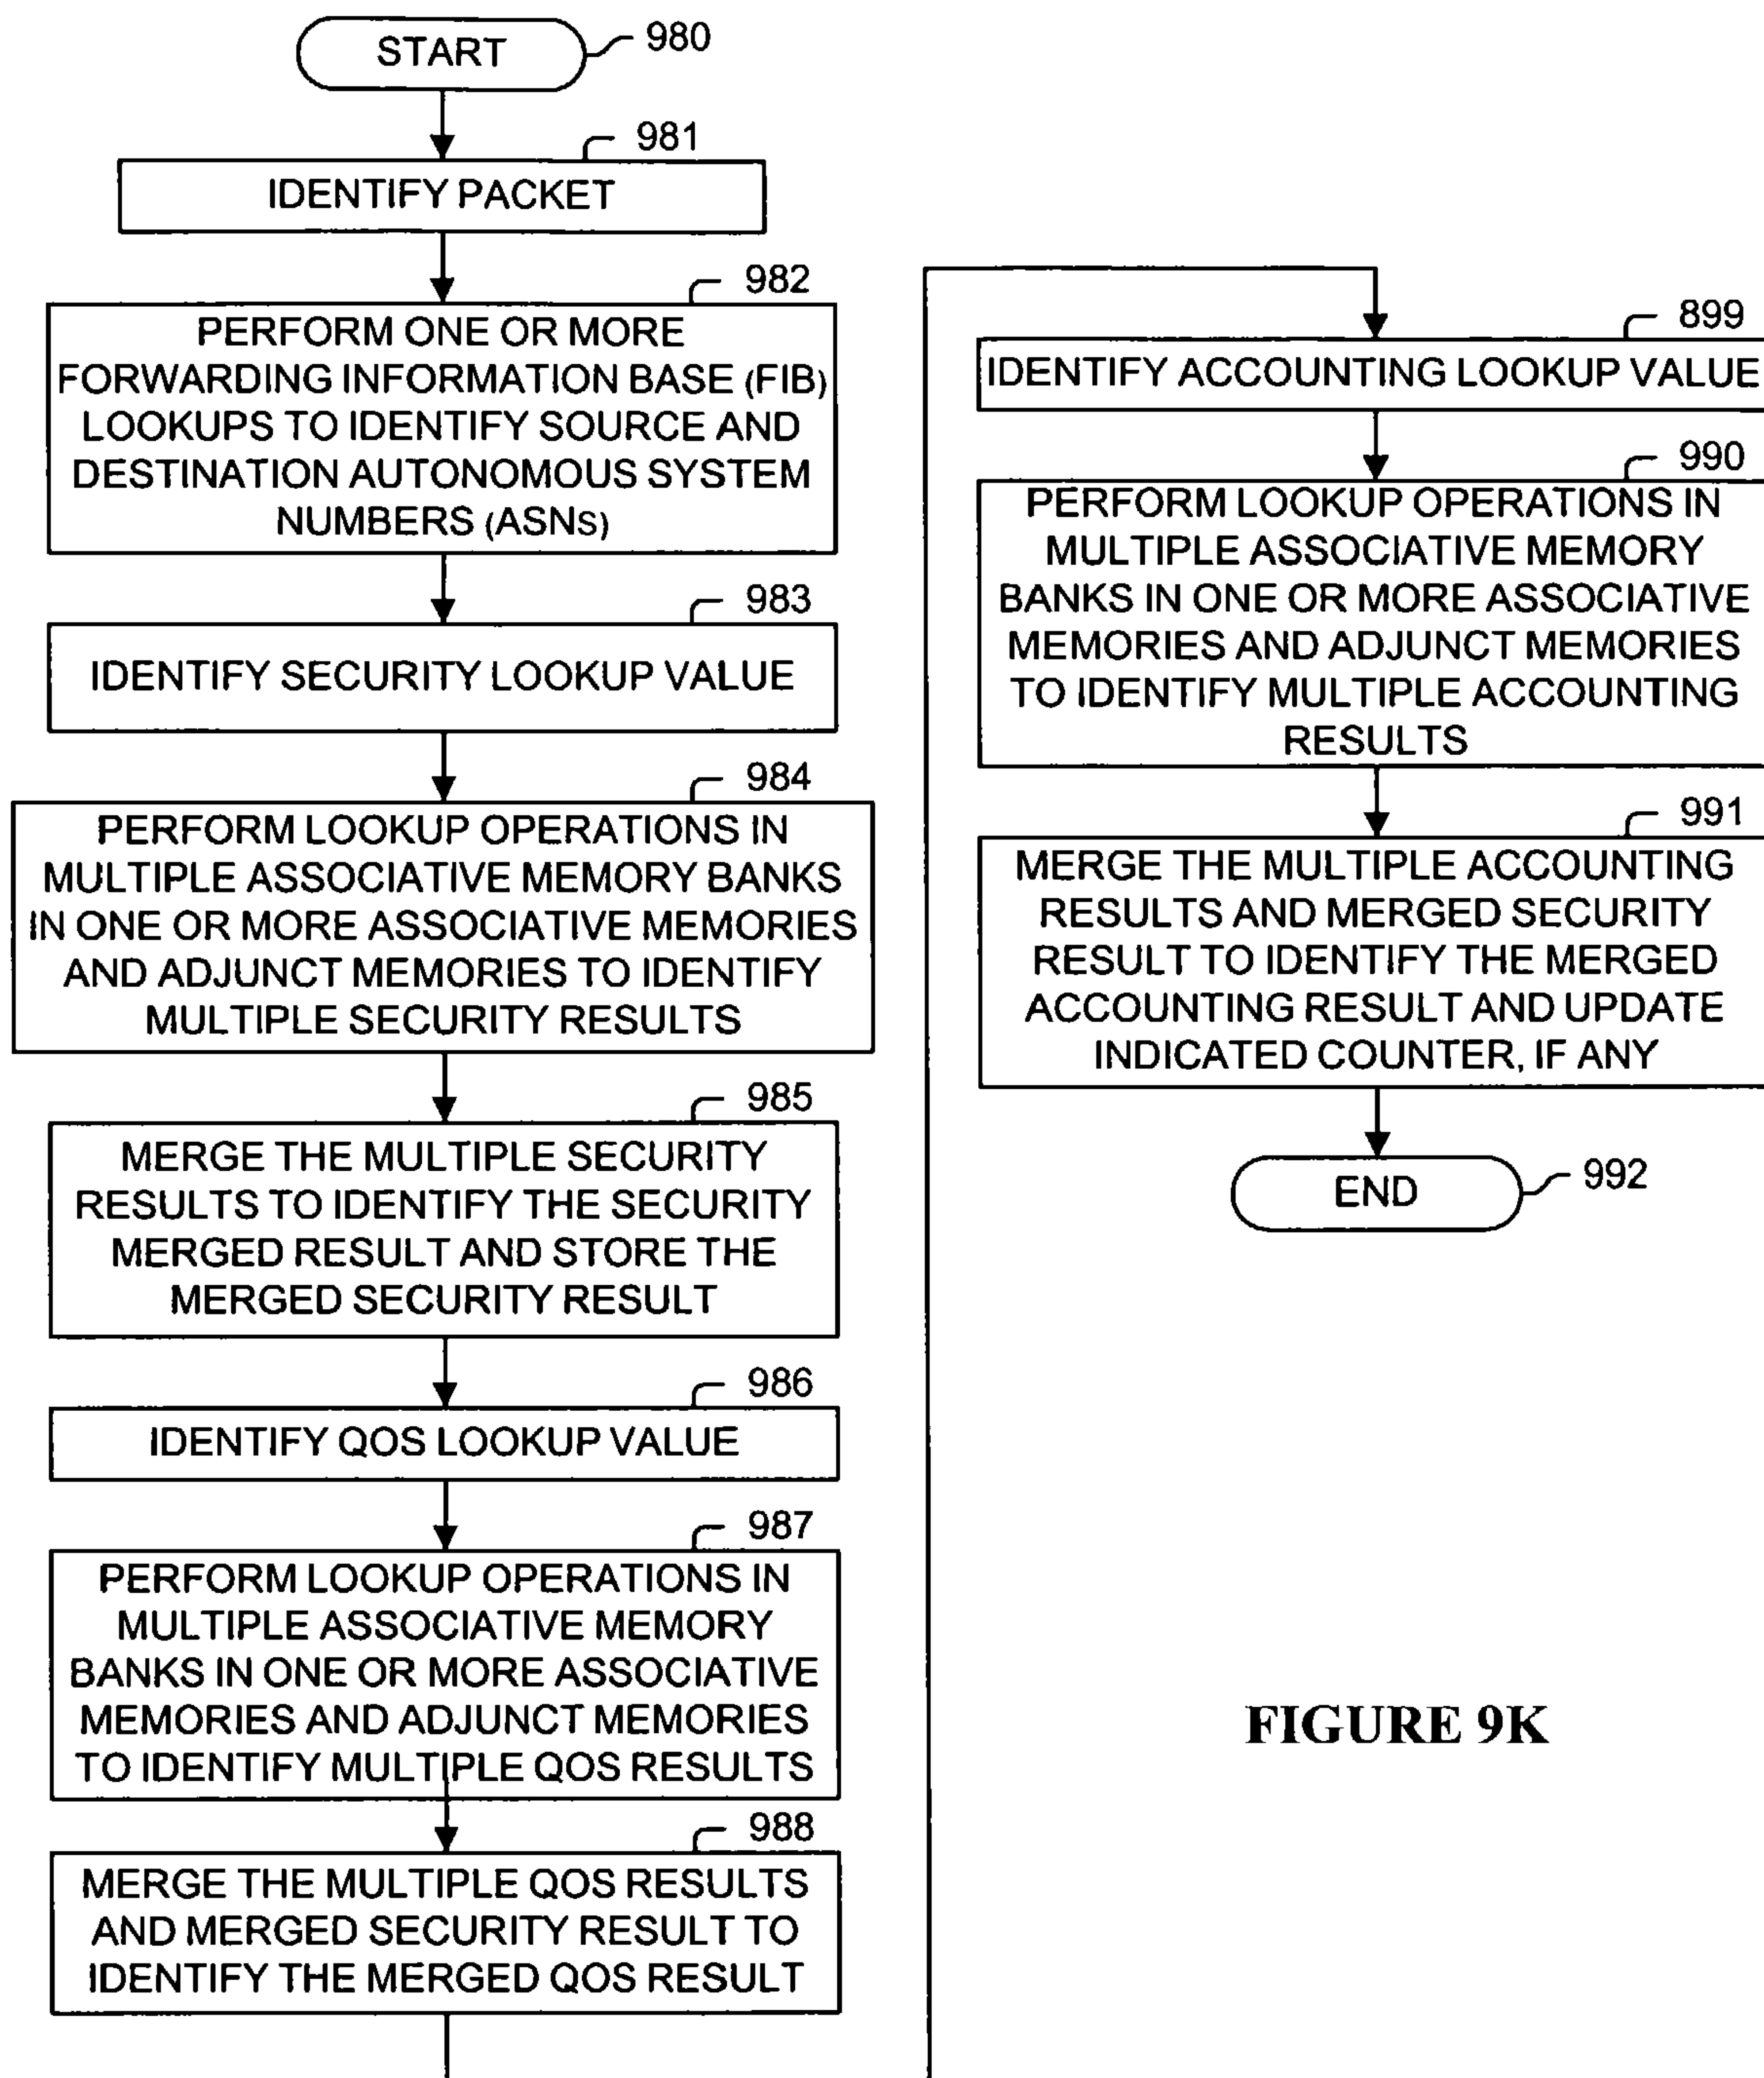 START
980
981
IDENTIFY PACKET
982
PERFORM ONE OR MORE
FORWARDING INFORMATION BASE (FIB)
LOOKUPS TO IDENTIFY SOURCE AND
DESTINATION AUTONOMOUS SYSTEM
NUMBERS (ASNs)
983
IDENTIFY SECURITY LOOKUP VALUE
984
PERFORM LOOKUP OPERATIONS IN
MULTIPLE ASSOCIATIVE MEMORY BANKS
IN ONE OR MORE ASSOCIATIVE MEMORIES
AND ADJUNCT MEMORIES TO IDENTIFY
MULTIPLE SECURITY RESULTS
985
MERGE THE MULTIPLE SECURITY
RESULTS TO IDENTIFY THE SECURITY
MERGED RESULT AND STORE THE
MERGED SECURITY RESULT
986
IDENTIFY QOS LOOKUP VALUE
987
PERFORM LOOKUP OPERATIONS IN
MULTIPLE ASSOCIATIVE MEMORY
BANKS IN ONE OR MORE ASSOCIATIVE
MEMORIES AND ADJUNCT MEMORIES
TO IDENTIFY MULTIPLE QOS RESULTS
988
MERGE THE MULTIPLE QOS RESULTS
AND MERGED SECURITY RESULT TO
IDENTIFY THE MERGED QOS RESULT
899
IDENTIFY ACCOUNTING LOOKUP VALUE
990
PERFORM LOOKUP OPERATIONS IN
MULTIPLE ASSOCIATIVE MEMORY
BANKS IN ONE OR MORE ASSOCIATIVE
MEMORIES AND ADJUNCT MEMORIES
TO IDENTIFY MULTIPLE ACCOUNTING
RESULTS
991
MERGE THE MULTIPLE ACCOUNTING
RESULTS AND MERGED SECURITY
RESULT TO IDENTIFY THE MERGED
ACCOUNTING RESULT AND UPDATE
INDICATED COUNTER, IF ANY
END
992
FIGURE 9K